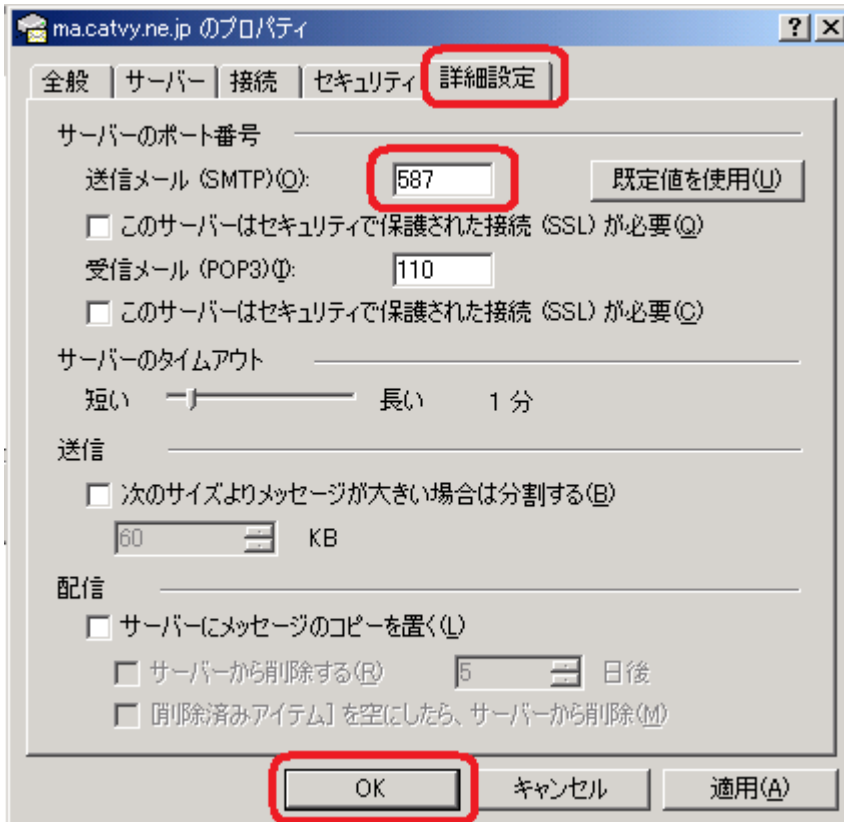 ma.catvy.ne.jp のプロパティ ? ×
全般 サーバー 接続 セキュリティ 詳細設定
サーバーのポート番号
送信メール (SMTP)(O): 587 既定値を使用(U)
このサーバーはセキュリティで保護された接続 (SSL) が必要(Q)
受信メール (POP3)(I): 110
このサーバーはセキュリティで保護された接続 (SSL) が必要(C)
サーバーのタイムアウト
短い 長い 1 分
送信
次のサイズよりメッセージが大きい場合は分割する(B)
60 KB
配信
サーバーにメッセージのコピーを置く(L)
サーバーから削除する(R) 5 日後
[削除済みアイテム] を空にしたら、サーバーから削除(M)
OK キャンセル 適用(A)